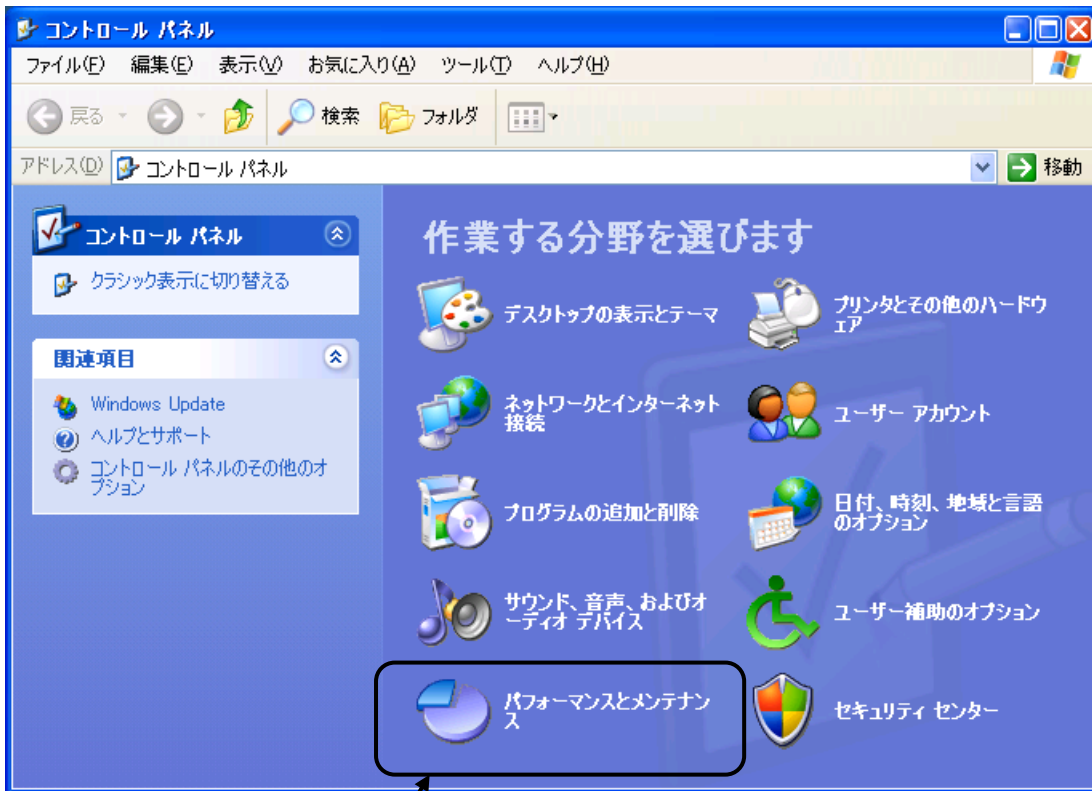 コントロール パネル
ファイル(F) 編集(E) 表示(V) お気に入り(A) ツール(T) ヘルプ(H)
戻る 検索 フォルダ
アドレス(D) コントロール パネル 移動
コントロール パネル
クラシック表示に切り替える
関連項目
Windows Update
ヘルプとサポート
コントロール パネルのその他のオ
プション
作業する分野を選びます
デスクトップの表示とテーマ
プリンタとその他のハードウ
ェア
ネットワークとインターネット
接続
ユーザー アカウント
プログラムの追加と削除
日付、時刻、地域と言語
のオプション
サウンド、音声、およびオ
ーディオ デバイス
ユーザー補助のオプション
パフォーマンスとメンテナン
ス
セキュリティ センター